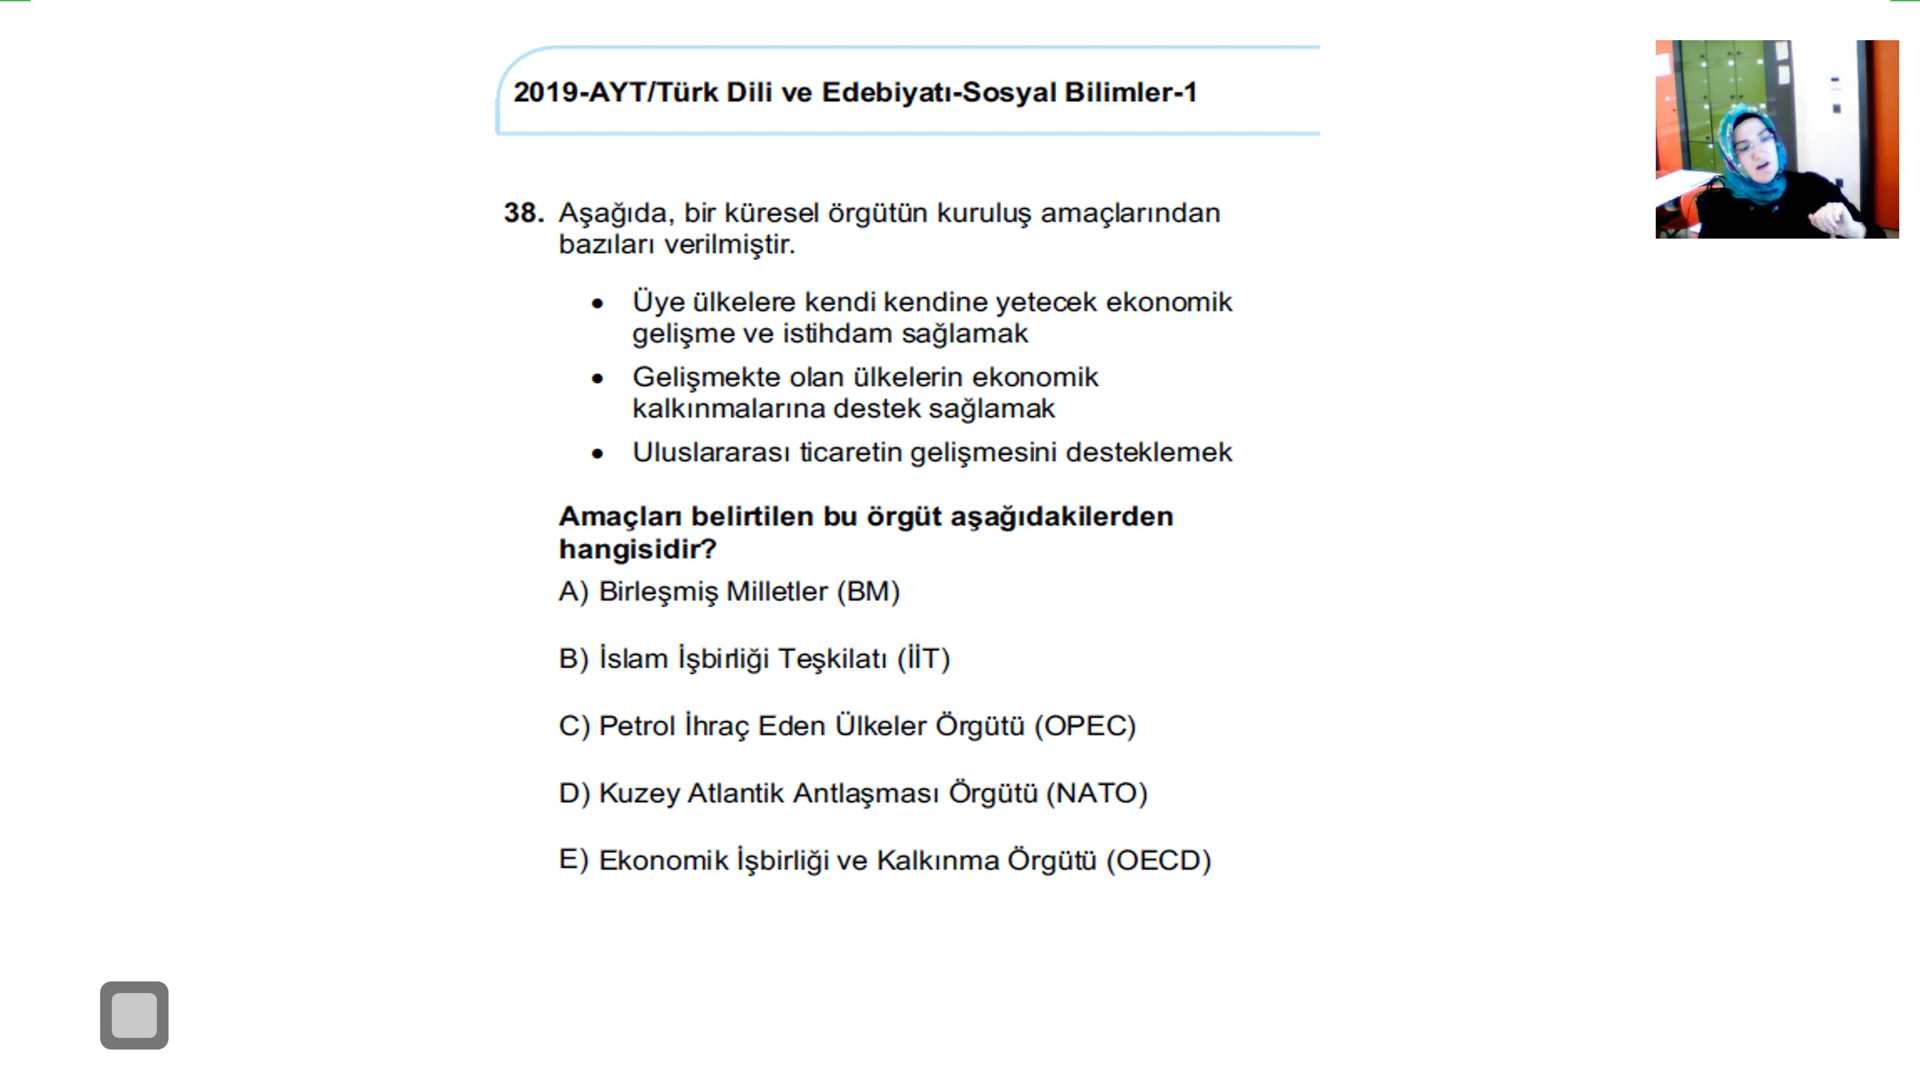 2019-AYT/Türk Dili ve Edebiyatı-Sosyal Bilimler-1
38. Aşağıda, bir küresel örgütün kuruluş amaçlarından
bazıları verilmiştir.
• Üye ülkelere kendi kendine yetecek ekonomik
gelişme ve istihdam sağlamak
• Gelişmekte olan ülkelerin ekonomik
kalkınmalarına destek sağlamak
• Uluslararası ticaretin gelişmesini desteklemek
Amaçları belirtilen bu örgüt aşağıdakilerden
hangisidir?
A) Birleşmiş Milletler (BM)
B) İslam İşbirliği Teşkilatı (İİT)
C) Petrol İhraç Eden Ülkeler Örgütü (OPEC)
D) Kuzey Atlantik Antlaşması Örgütü (NATO)
E) Ekonomik İşbirliği ve Kalkınma Örgütü (OECD)